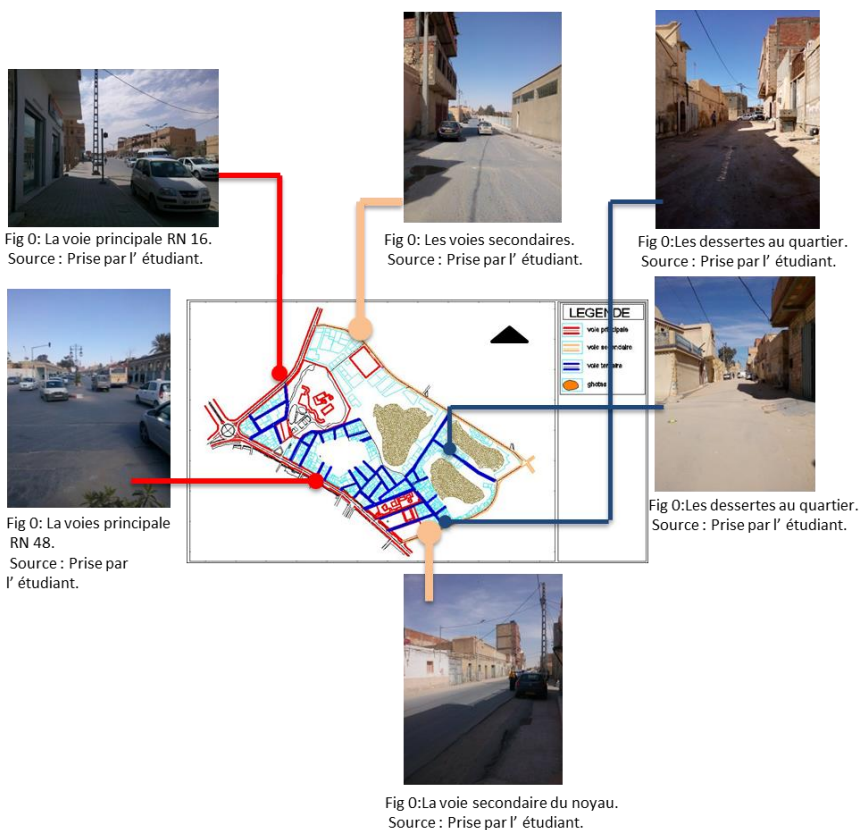 Fig 0: La voie principale RN 16.
Source : Prise par l’ étudiant.
Fig 0: Les voies secondaires.
Source : Prise par l’ étudiant.
Fig 0:Les dessertes au quartier.
Source : Prise par l’ étudiant.
LEGENDE
voie principale
voie secondaire
voie tertiaire
Fig 0: La voies principale
RN 48.
Source : Prise par
l’ étudiant.
Fig 0:Les dessertes au quartier.
Source : Prise par l’ étudiant.
Fig 0:La voie secondaire du noyau.
Source : Prise par l’ étudiant.